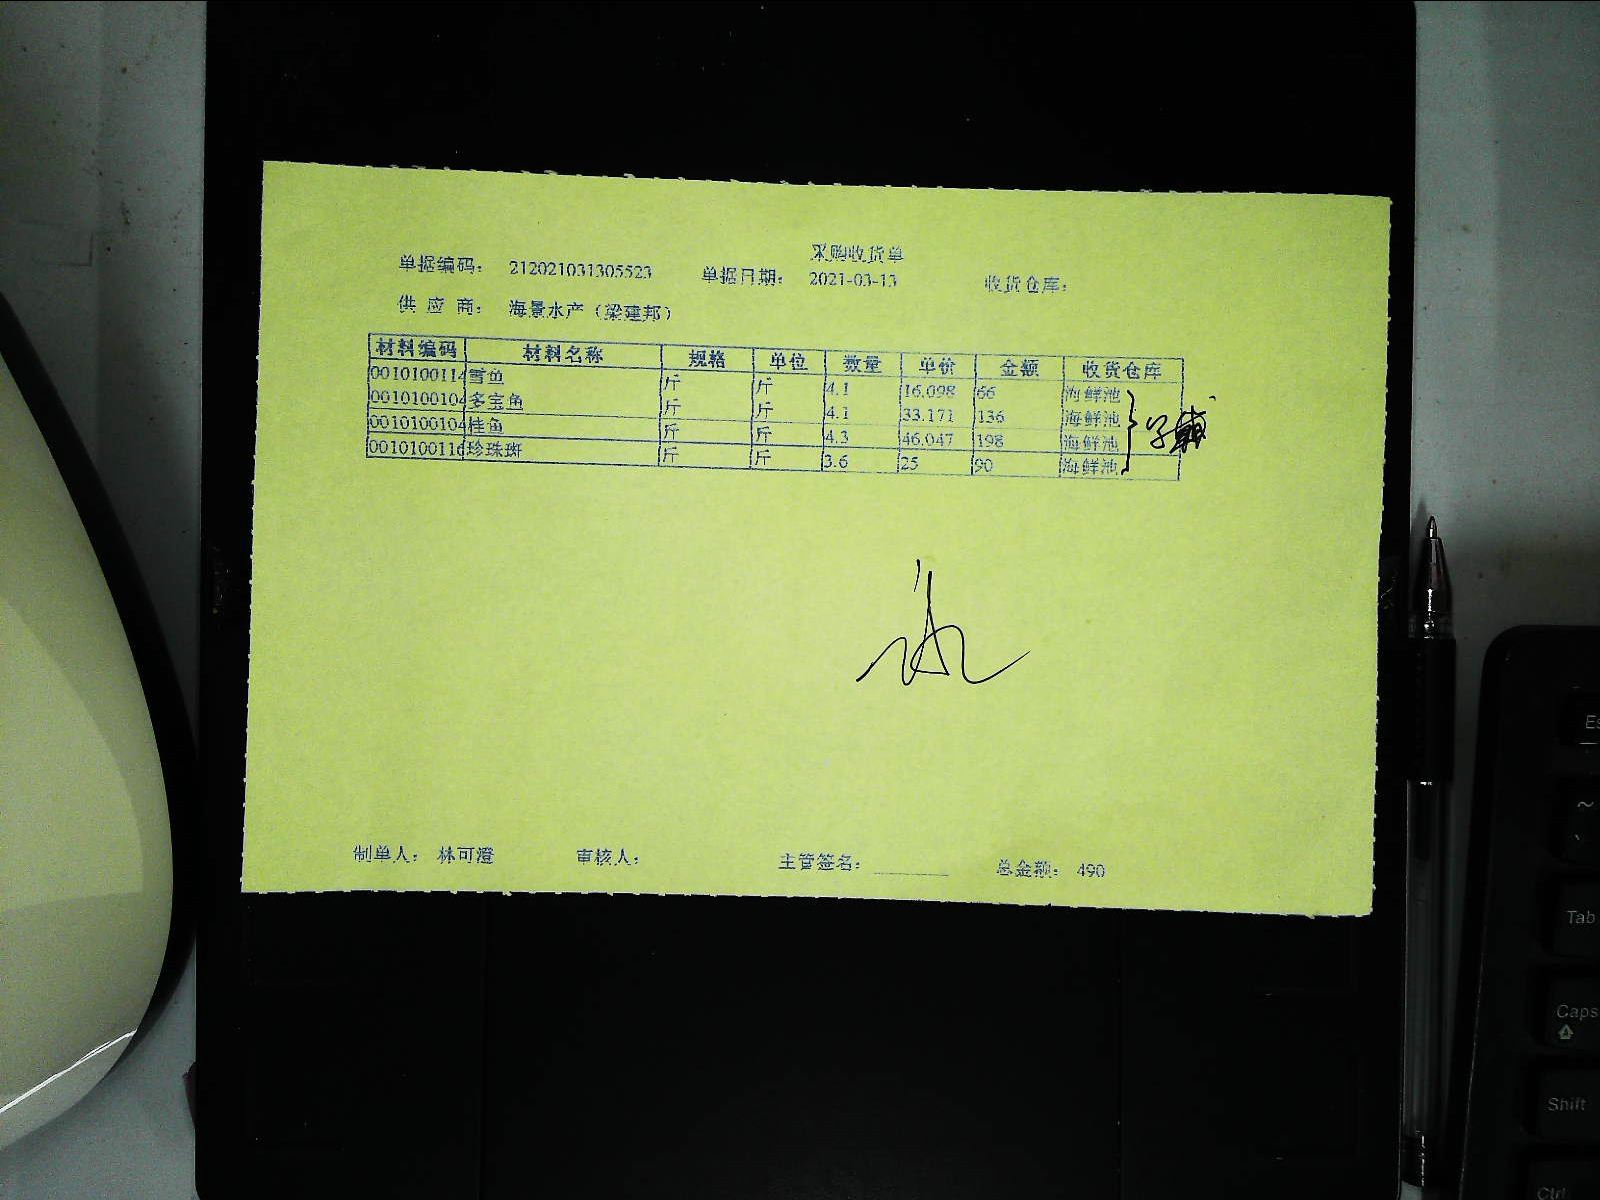 采购收货单
单据编码： 212021031305523 单据日期： 2021-03-13 收货仓库：
供 应 商： 海景水产（梁建邦）
材料编码 材料名称 规格 单位 数量 单价 金额 收货仓库
0010100114 雪鱼 斤 斤 4.1 16.098 66 海鲜池
0010100104 多宝鱼 斤 斤 4.1 33.171 136 海鲜池
0010100104 桂鱼 斤 斤 4.3 46.047 198 海鲜池
0010100116 珍珠斑 斤 斤 3.6 25 90 海鲜池
制单人： 林可澄 审核人： 主管签名： 总金额： 490
Tab
Caps
Shift
Ctrl